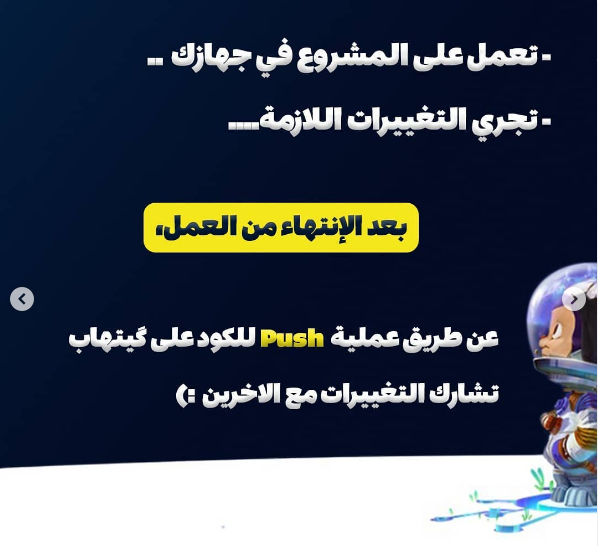 - تعمل على المشروع في جهازك ..
- تجري التغييرات اللازمة....
بعد الإنتهاء من العمل،
عن طريق عملية Push للكود على گيتهاب
تشارك التغييرات مع الاخرين :)